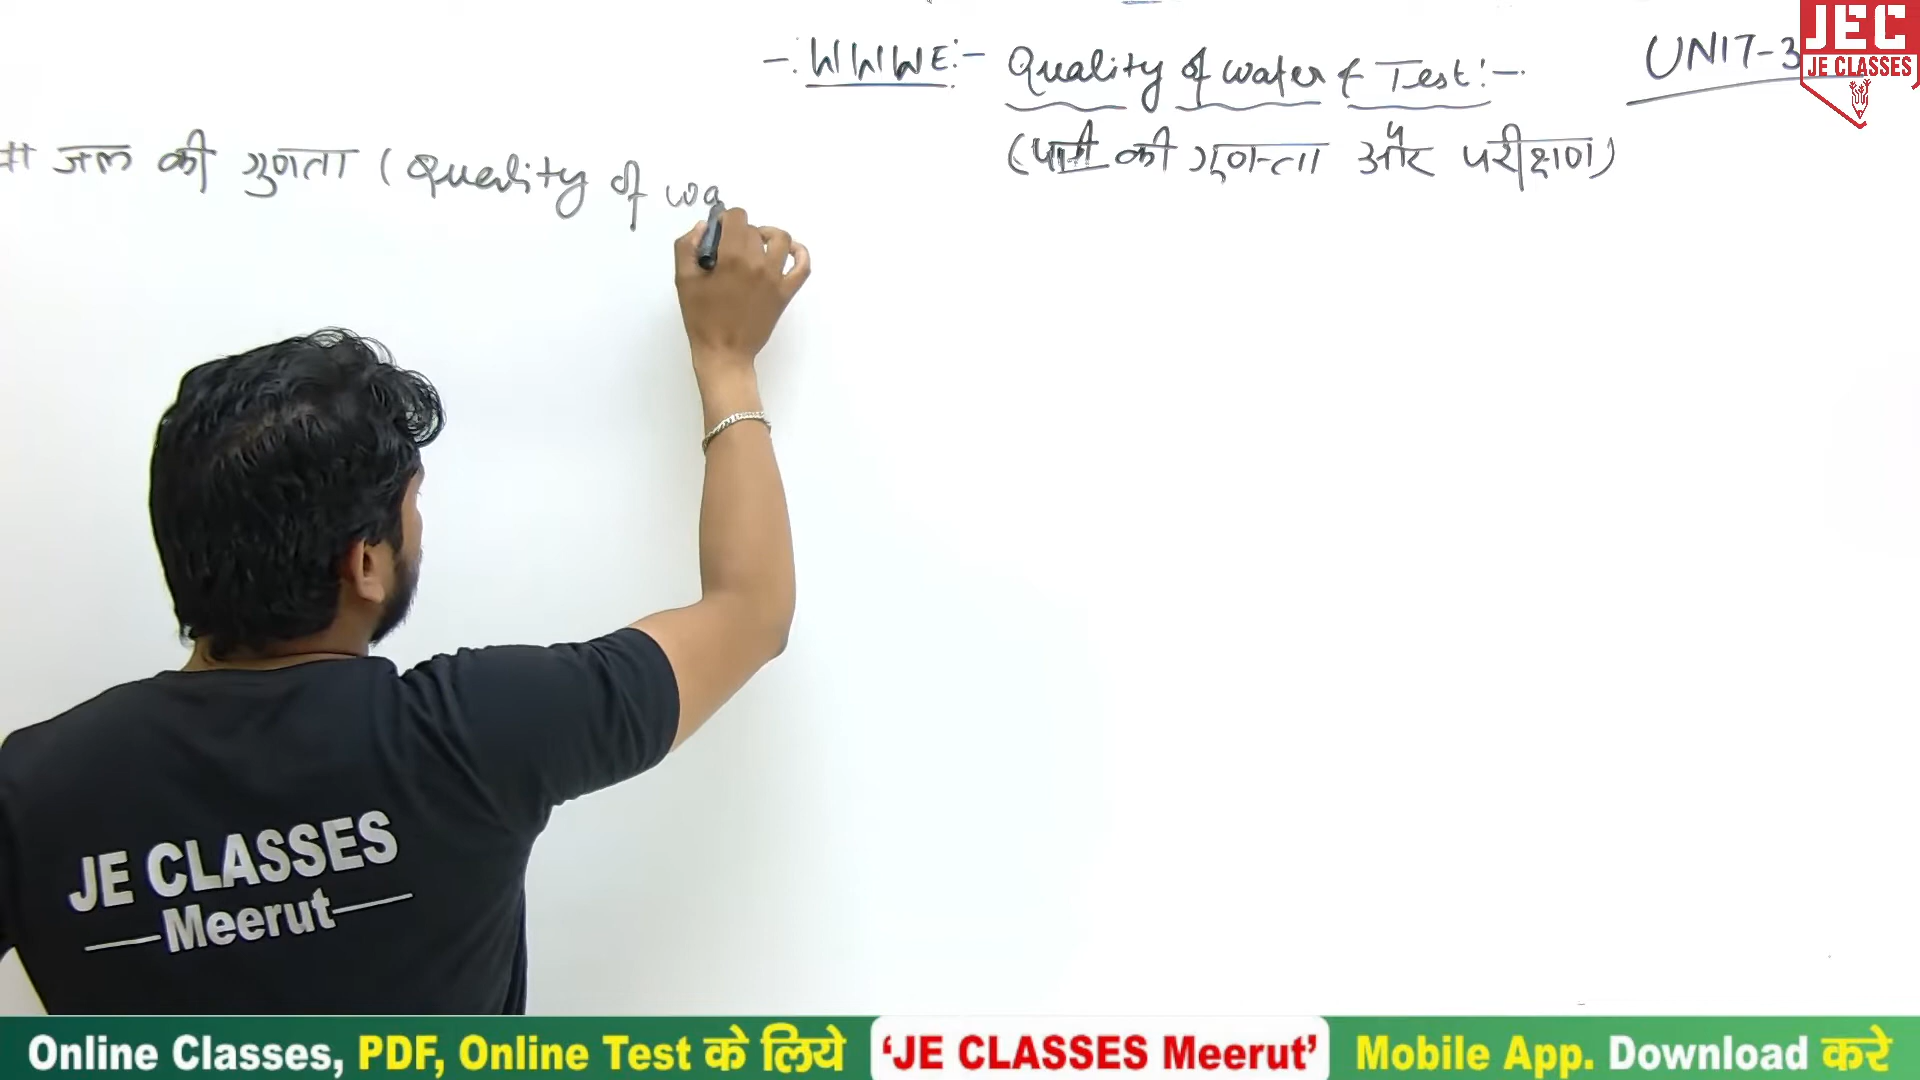 -: WWWE:- Quality of water & Test:-
UNIT-3
(पानी की गुणन्ता और परीक्षण)
# जल की गुणता (Quality of wa
JEC
JE CLASSES
JE CLASSES
Meerut
Online Classes, PDF, Online Test के लिये 'JE CLASSES Meerut' Mobile App. Download करे